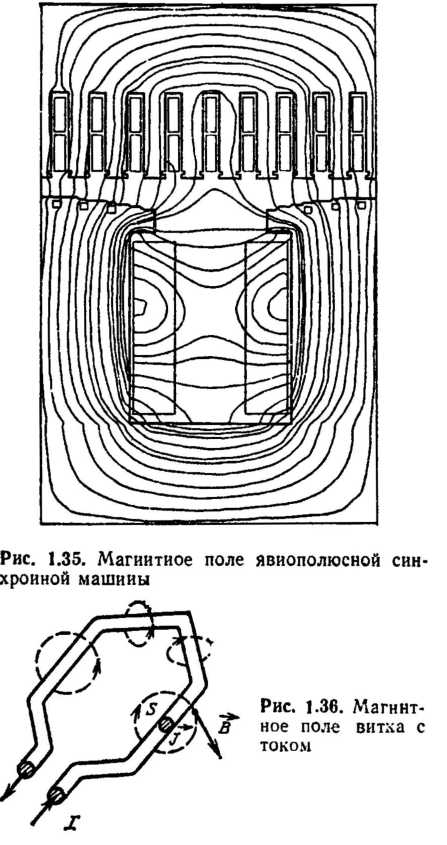 Рис. 1.35. Магнитное поле явнополюсной син-
хронной машины
S
J
B
I
Рис. 1.36. Магнит-
ное поле витка с
током